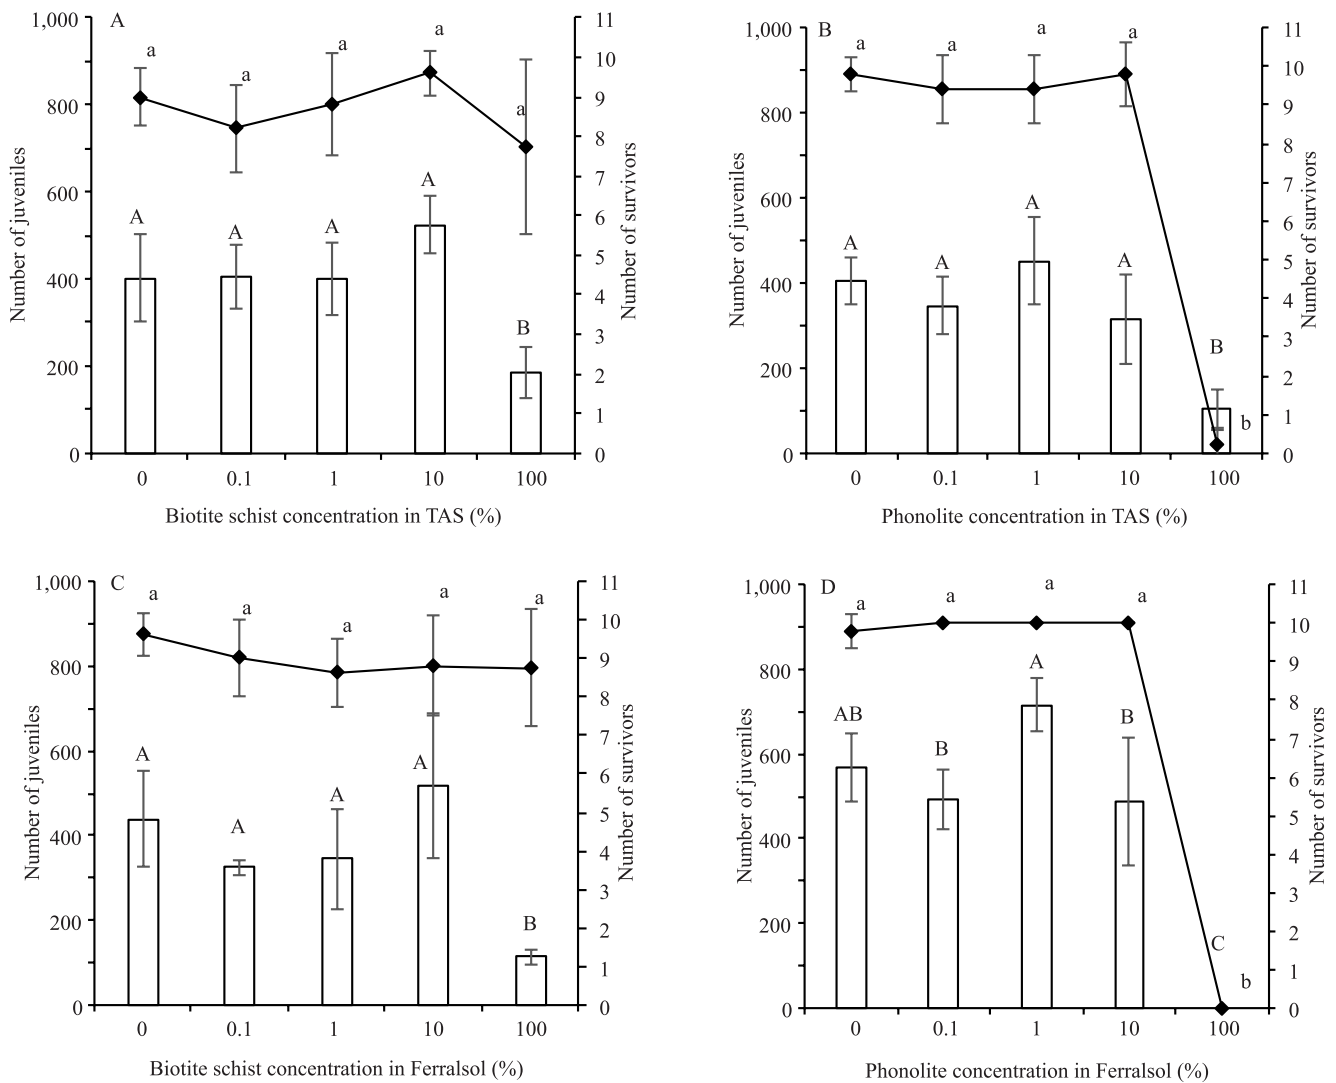 A
1,000
800
600
400
200
0
11
10
9
8
7
6
5
4
3
2
1
0
a
a
a
a
a
A
A
A
A
B
0
0.1
1
10
100
Number of juveniles
Number of survivors
Biotite schist concentration in TAS (%)
B
1,000
800
600
400
200
0
11
10
9
8
7
6
5
4
3
2
1
0
a
a
a
a
b
A
A
A
A
B
0
0.1
1
10
100
Number of juveniles
Number of survivors
Phonolite concentration in TAS (%)
C
1,000
800
600
400
200
0
11
10
9
8
7
6
5
4
3
2
1
0
a
a
a
a
a
A
A
A
A
B
0
0.1
1
10
100
Number of juveniles
Number of survivors
Biotite schist concentration in Ferralsol (%)
D
1,000
800
600
400
200
0
11
10
9
8
7
6
5
4
3
2
1
0
a
a
a
a
b
AB
B
A
B
C
0
0.1
1
10
100
Number of juveniles
Number of survivors
Phonolite concentration in Ferralsol (%)